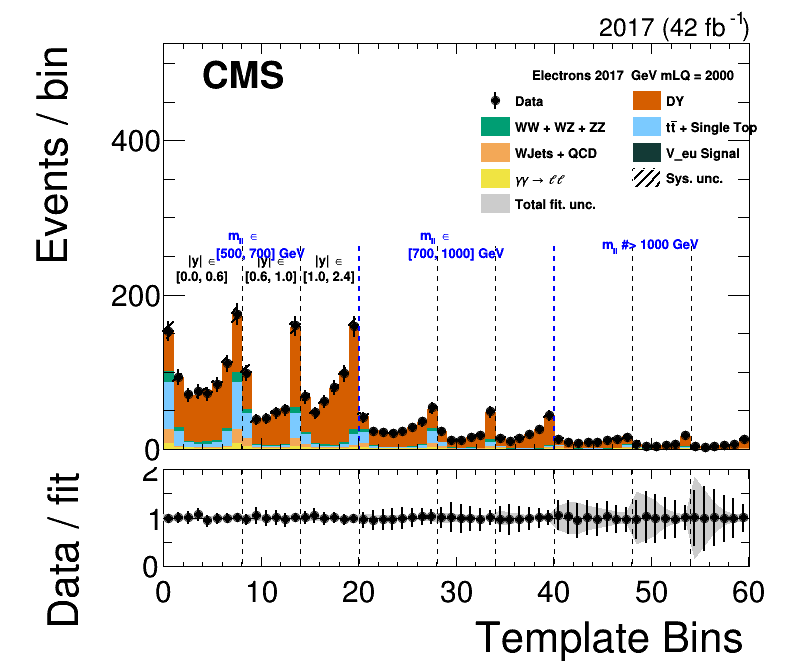 2017 (42 fb⁻¹)
CMS
Electrons 2017 GeV mLQ = 2000
Data
DY
WW + WZ + ZZ
tt̄ + Single Top
WJets + QCD
V_eu Signal
γγ → ℓℓ
Sys. unc.
Total fit. unc.
Events / bin
400
200
0
m_ll ∈
[500, 700] GeV
m_ll ∈
[700, 1000] GeV
m_ll #> 1000 GeV
|y| ∈
[0.0, 0.6]
|y| ∈
[0.6, 1.0]
|y| ∈
[1.0, 2.4]
Data / fit
2
1
0
0 10 20 30 40 50 60
Template Bins